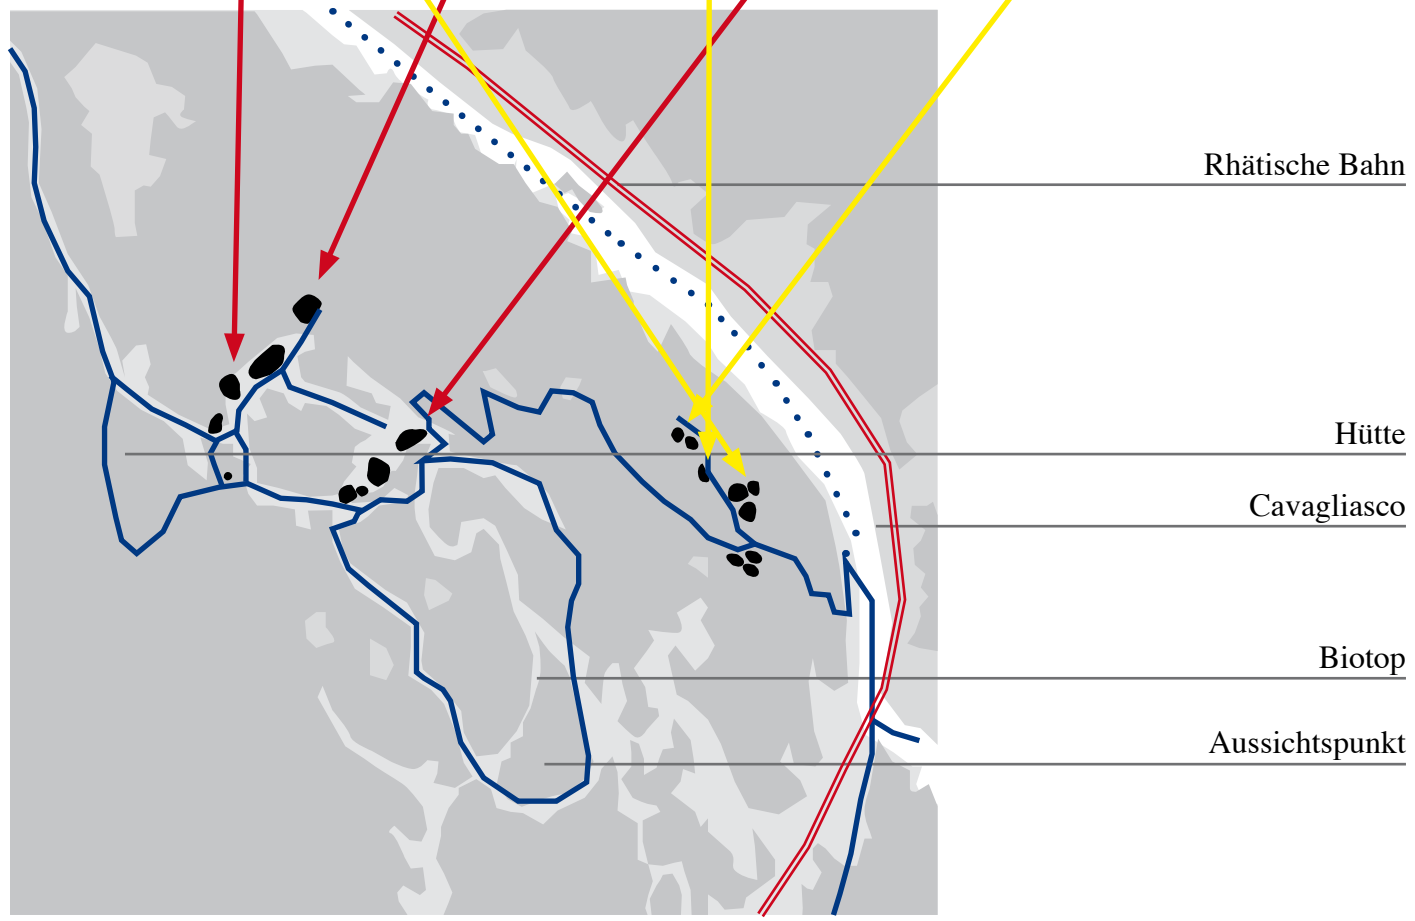 Rhätische Bahn
Hütte
Cavagliasco
Biotop
Aussichtspunkt